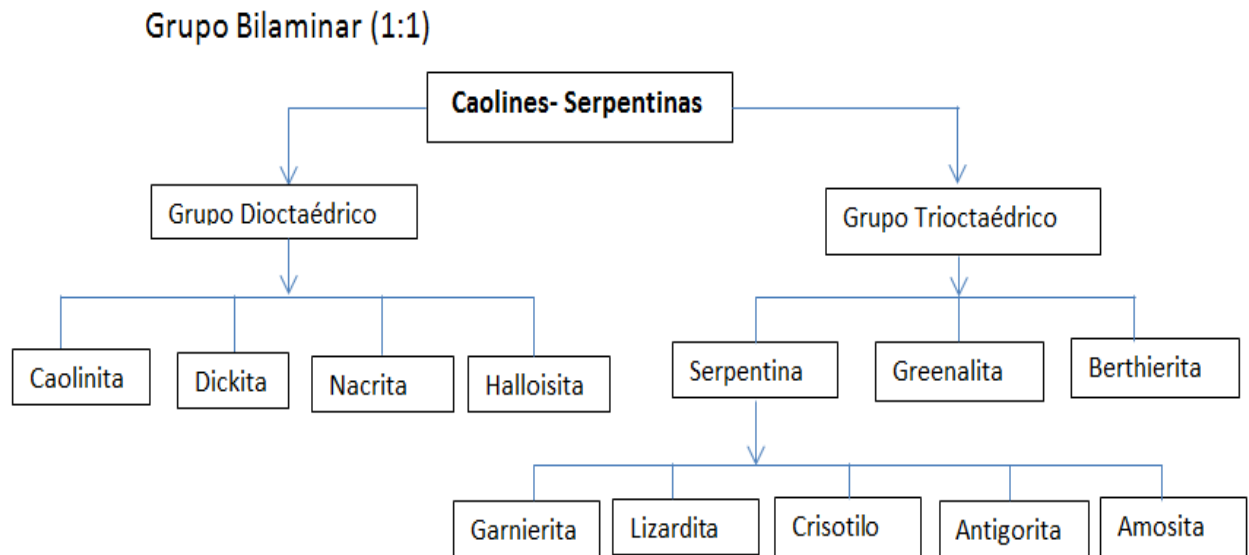 Grupo Bilaminar (1:1)
Caolines- Serpentinas
Grupo Dioctaédrico
Grupo Trioctaédrico
Caolinita
Dickita
Nacrita
Halloisita
Serpentina
Greenalita
Berthierita
Garnierita
Lizardita
Crisotilo
Antigorita
Amosita